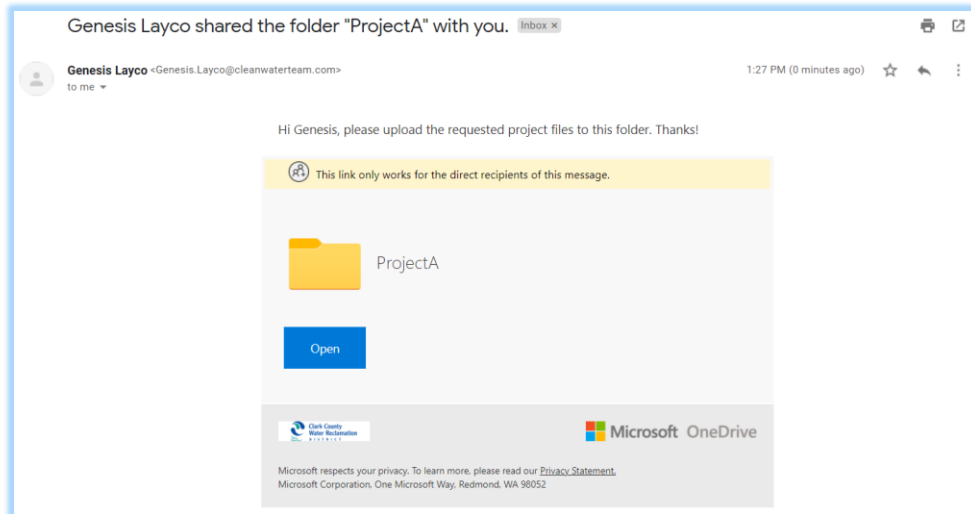 Genesis Layco shared the folder "ProjectA" with you. Inbox ×
Genesis Layco <Genesis.Layco@cleanwaterteam.com> 1:27 PM (0 minutes ago)
to me
Hi Genesis, please upload the requested project files to this folder. Thanks!
This link only works for the direct recipients of this message.
ProjectA
Open
Clark County
Water Reclamation
DISTRICT
Microsoft OneDrive
Microsoft respects your privacy. To learn more, please read our Privacy Statement.
Microsoft Corporation, One Microsoft Way, Redmond, WA 98052